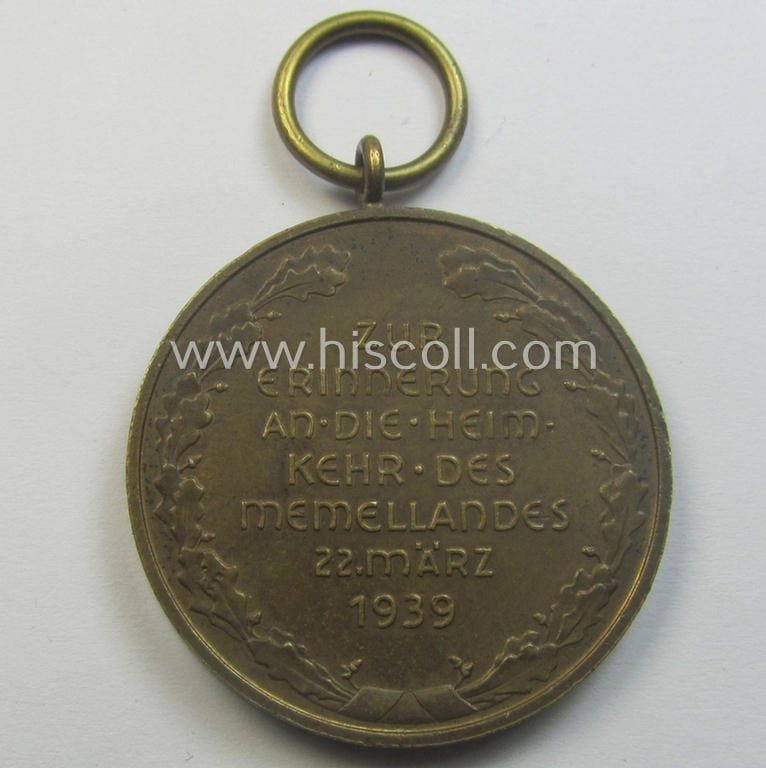 ZUR
www.hiscoll.com
ERINNERUNG
AN·DIE·HEIM-
KEHR·DES
MEMELLANDES
22.MÄRZ
1939